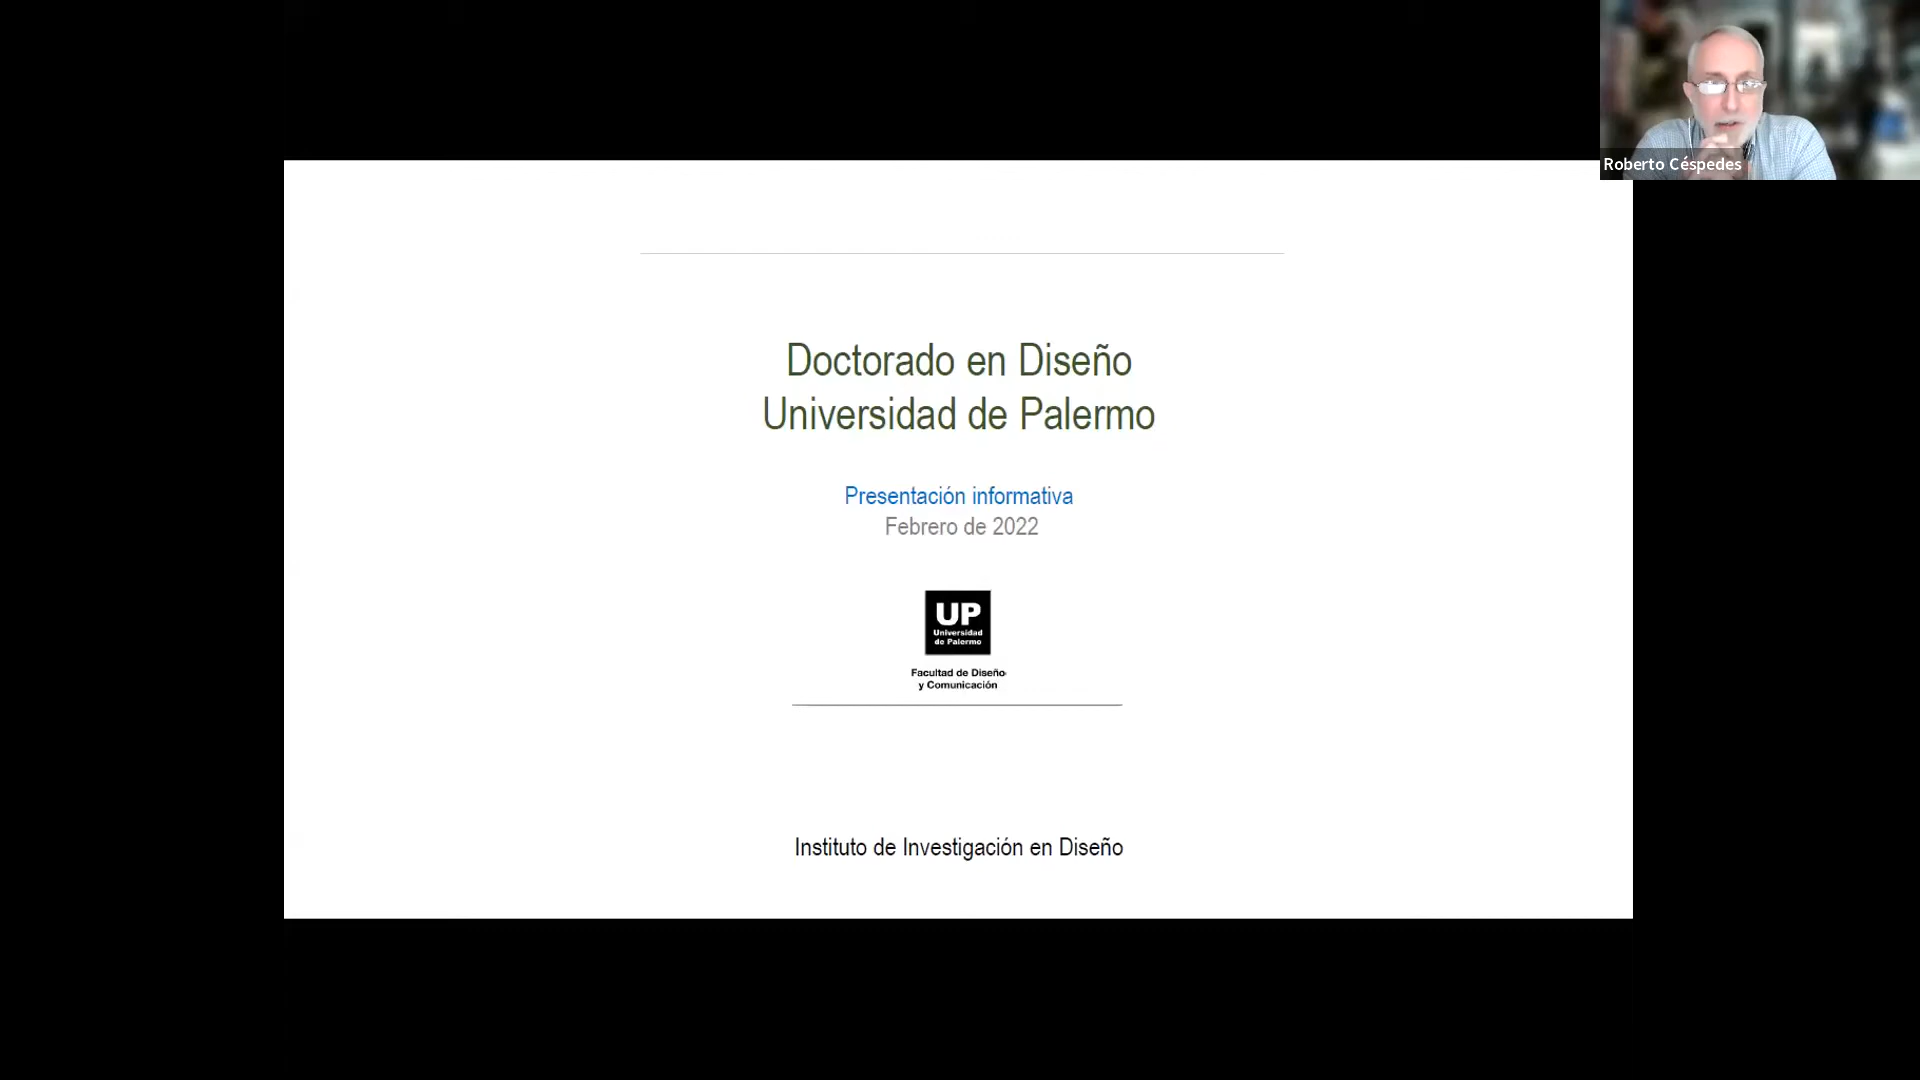 Roberto Céspedes
Doctorado en Diseño
Universidad de Palermo
Presentación informativa
Febrero de 2022
UP
Universidad
de Palermo
Facultad de Diseño
y Comunicación
Instituto de Investigación en Diseño